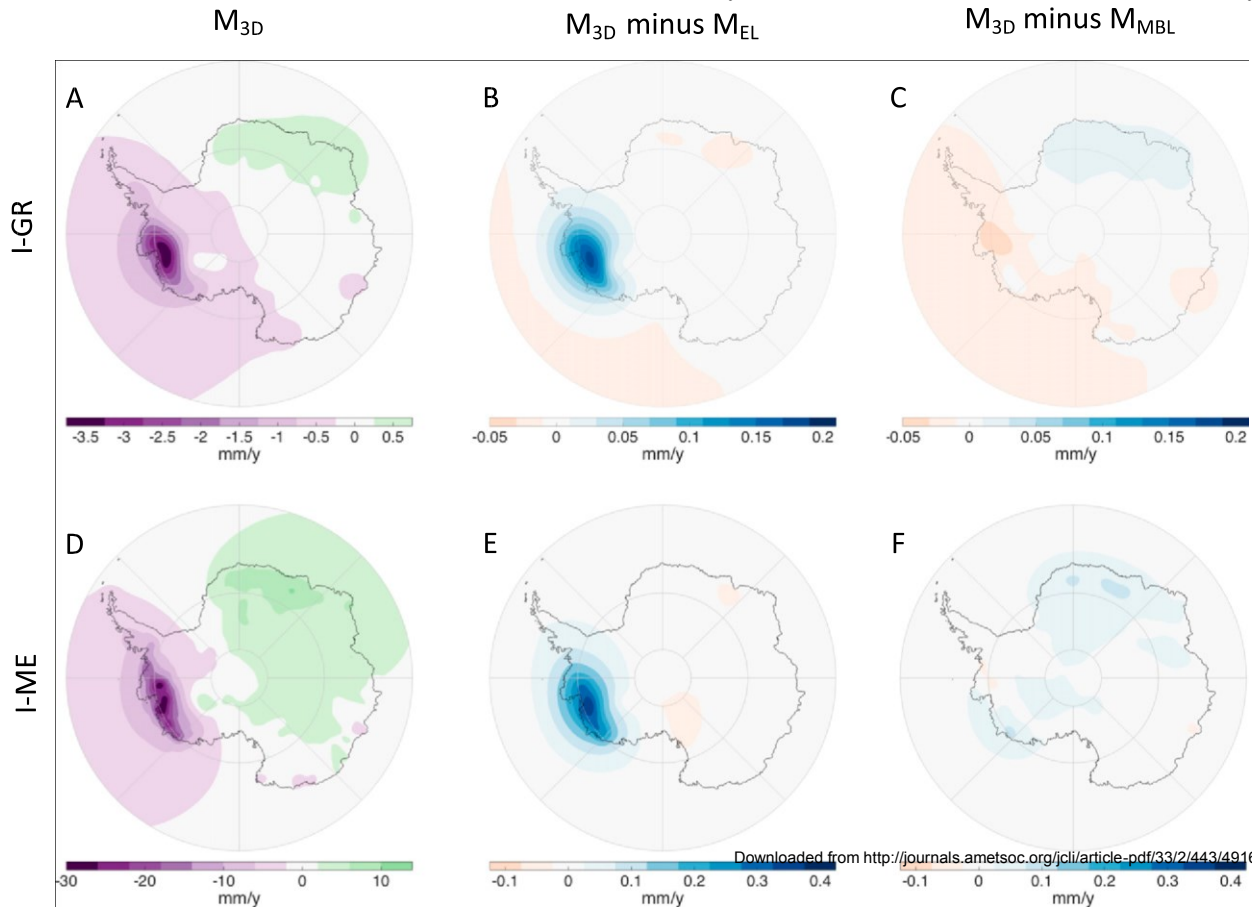 M3D
M3D minus MEL
M3D minus MMBL
I-GR
A
B
C
-3.5 -3 -2.5 -2 -1.5 -1 -0.5 0 0.5
mm/y
-0.05 0 0.05 0.1 0.15 0.2
mm/y
-0.05 0 0.05 0.1 0.15 0.2
mm/y
I-ME
D
E
F
-30 -20 -10 0 10
mm/y
-0.1 0 0.1 0.2 0.3 0.4
mm/y
-0.1 0 0.1 0.2 0.3 0.4
mm/y
Downloaded from http://journals.ametsoc.org/jcli/article-pdf/33/2/443/4916